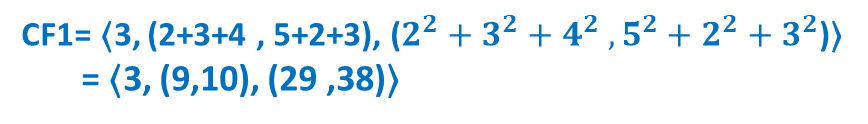 CF1= ⟨3, (2+3+4 , 5+2+3), (2² + 3² + 4² , 5² + 2² + 3²)⟩
= ⟨3, (9,10), (29 ,38)⟩